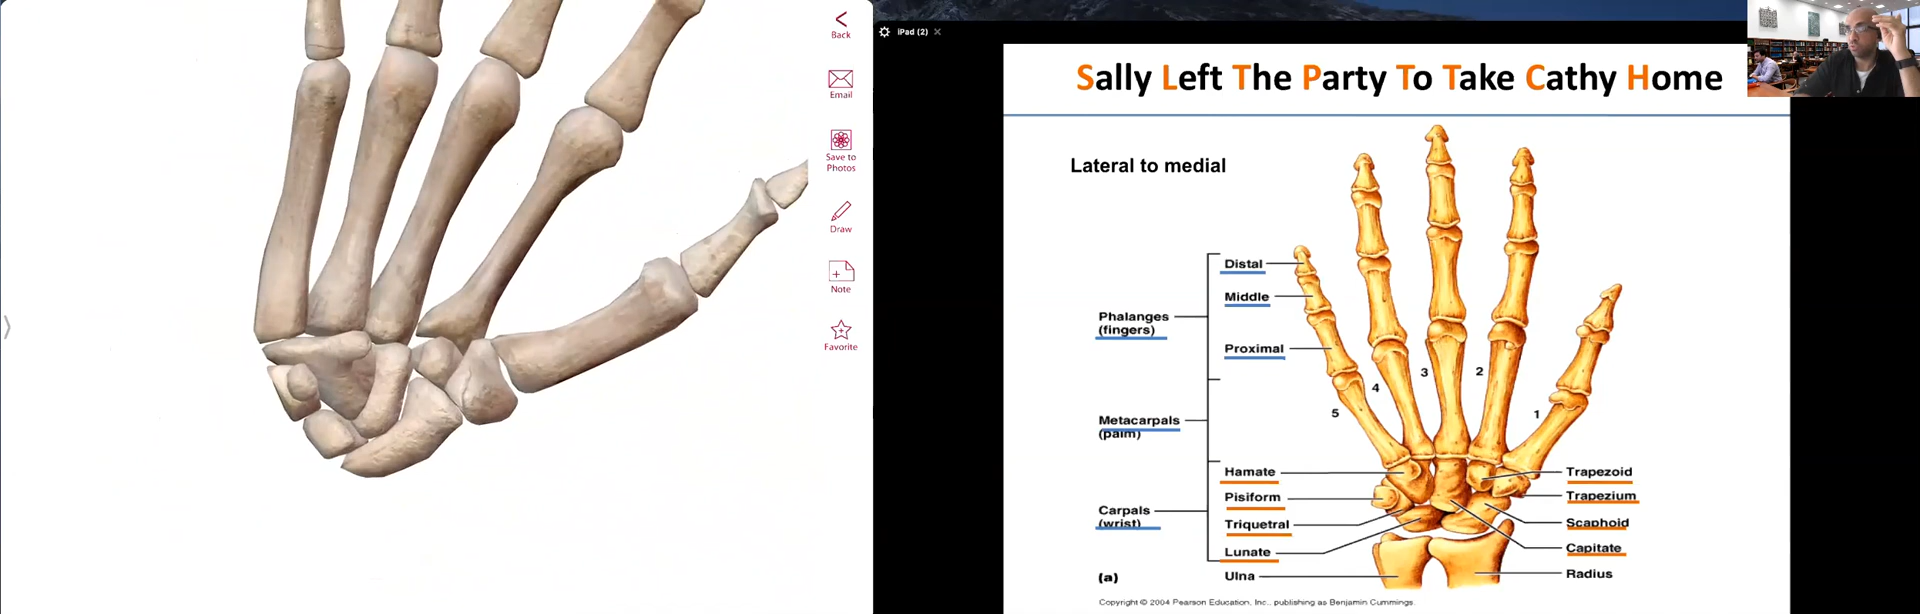 Back
Email
Save to
Photos
Draw
Note
Favorite
iPad (2)
Sally Left The Party To Take Cathy Home
Lateral to medial
Distal
Middle
Phalanges
(fingers)
Proximal
Metacarpals
(palm)
Carpals
(wrist)
5
4
3
2
1
Hamate
Pisiform
Triquetral
Lunate
Ulna
Trapezoid
Trapezium
Scaphoid
Capitate
Radius
(a)
Copyright © 2004 Pearson Education, Inc., publishing as Benjamin Cummings.